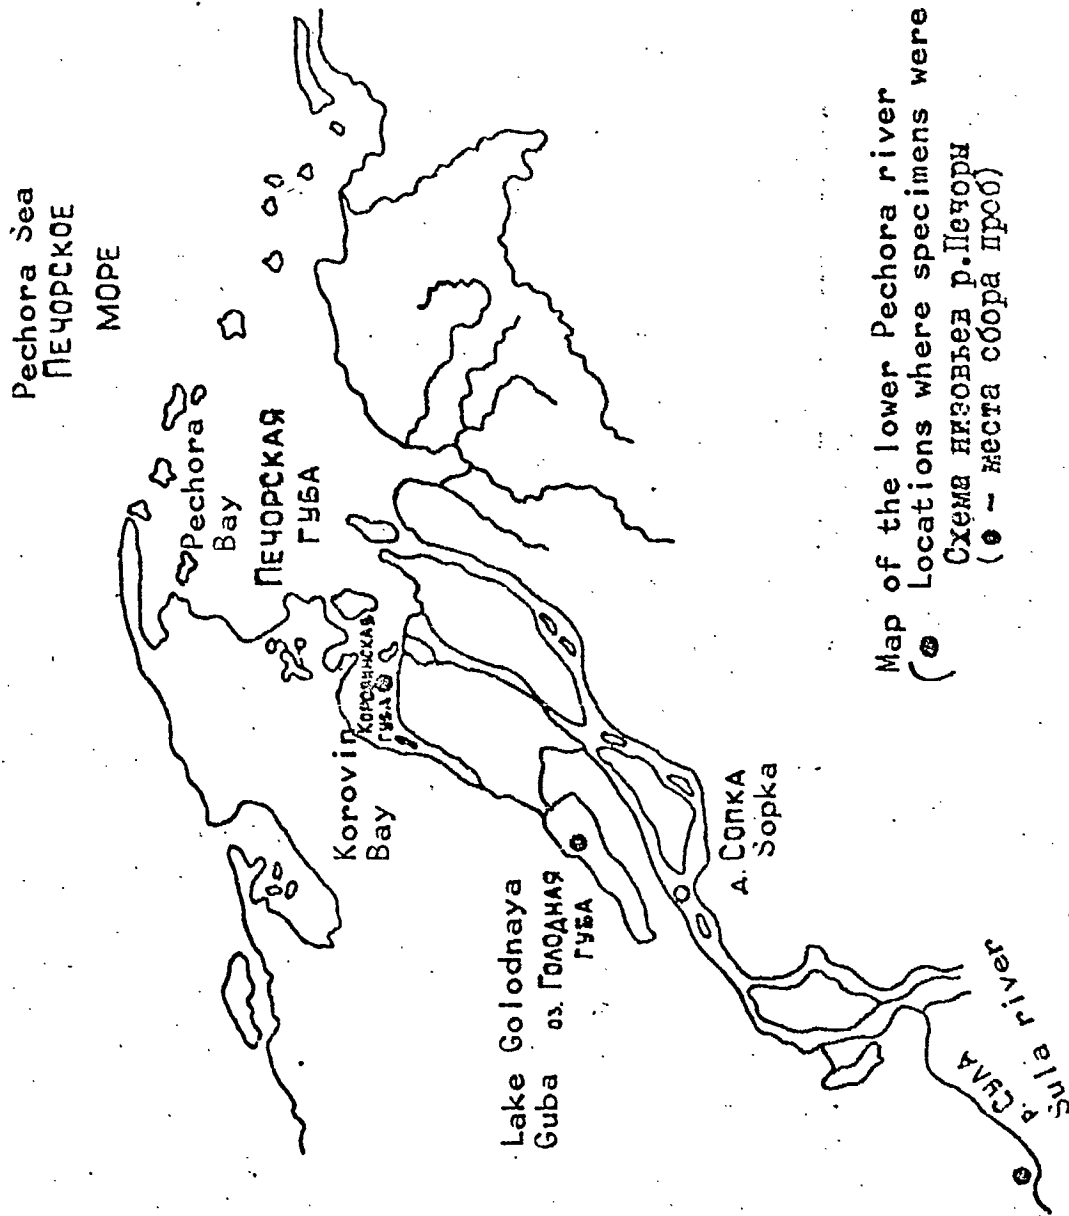 Pechora Sea
ПЕЧОРСКОЕ
МОРЕ
Pechora
Bay
ПЕЧОРСКАЯ
ГУБА
Korovin
Bay
КОРОВИНСКАЯ
ГУБА
Lake Golodnaya
Guba
оз. ГОЛОДНАЯ
ГУБА
д. СОПКА
Sopka
р. СУЛА
Sula river
Map of the lower Pechora river
( Locations where specimens were
Схема низовьев р.Печоры
( - места сбора проб)